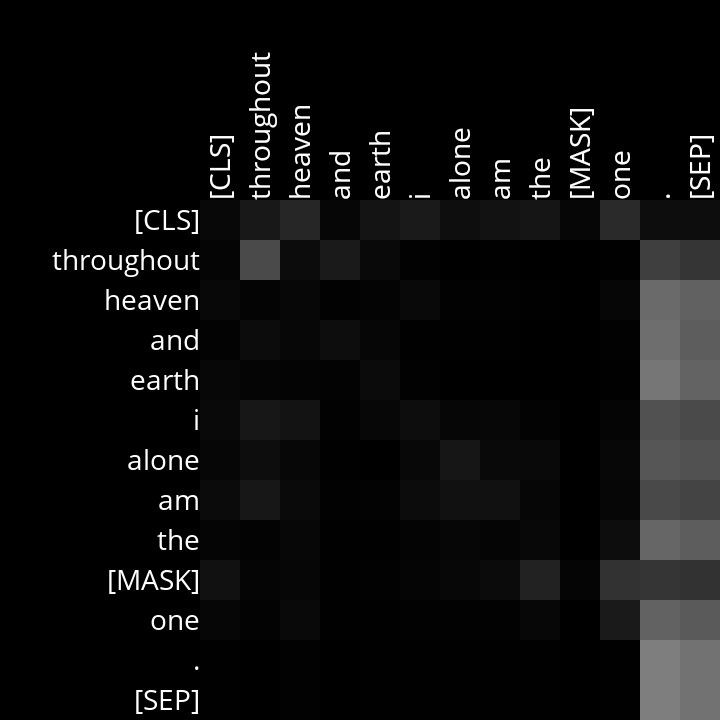 [CLS] throughout heaven and earth i alone am the [MASK] one . [SEP]
[CLS]
throughout
heaven
and
earth
i
alone
am
the
[MASK]
one
.
[SEP]